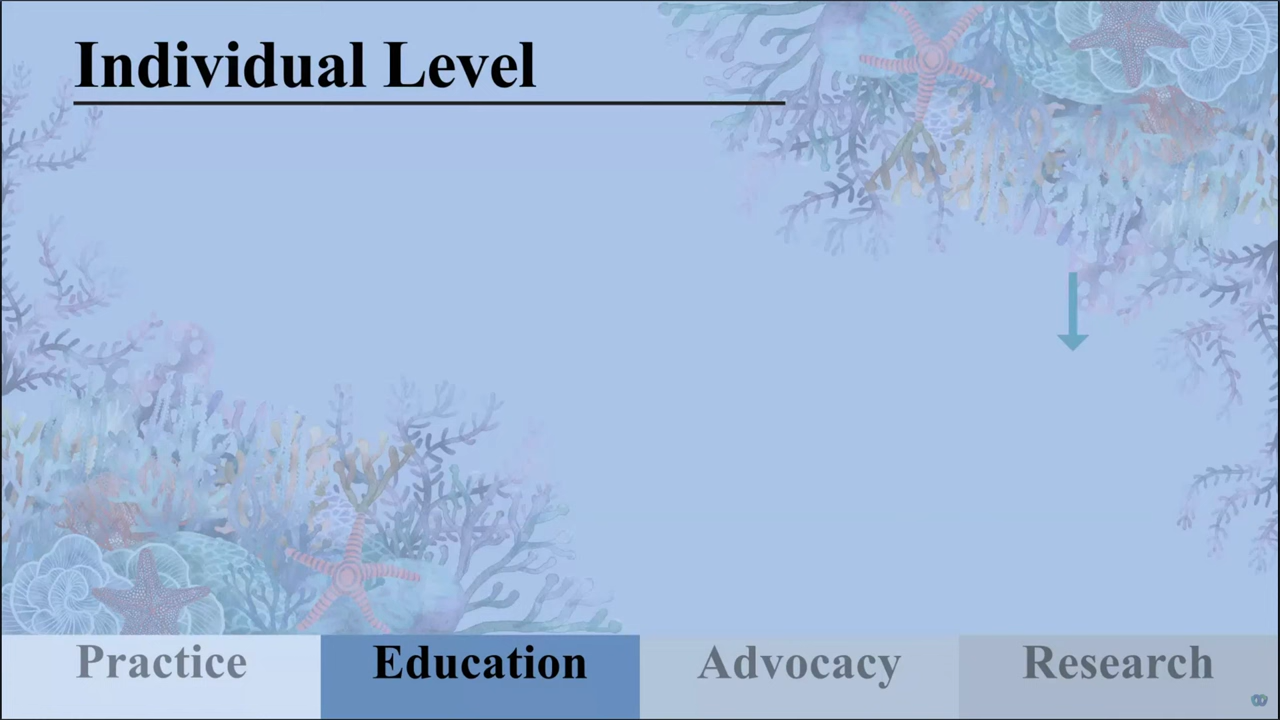 Individual Level
Practice
Education
Advocacy
Research